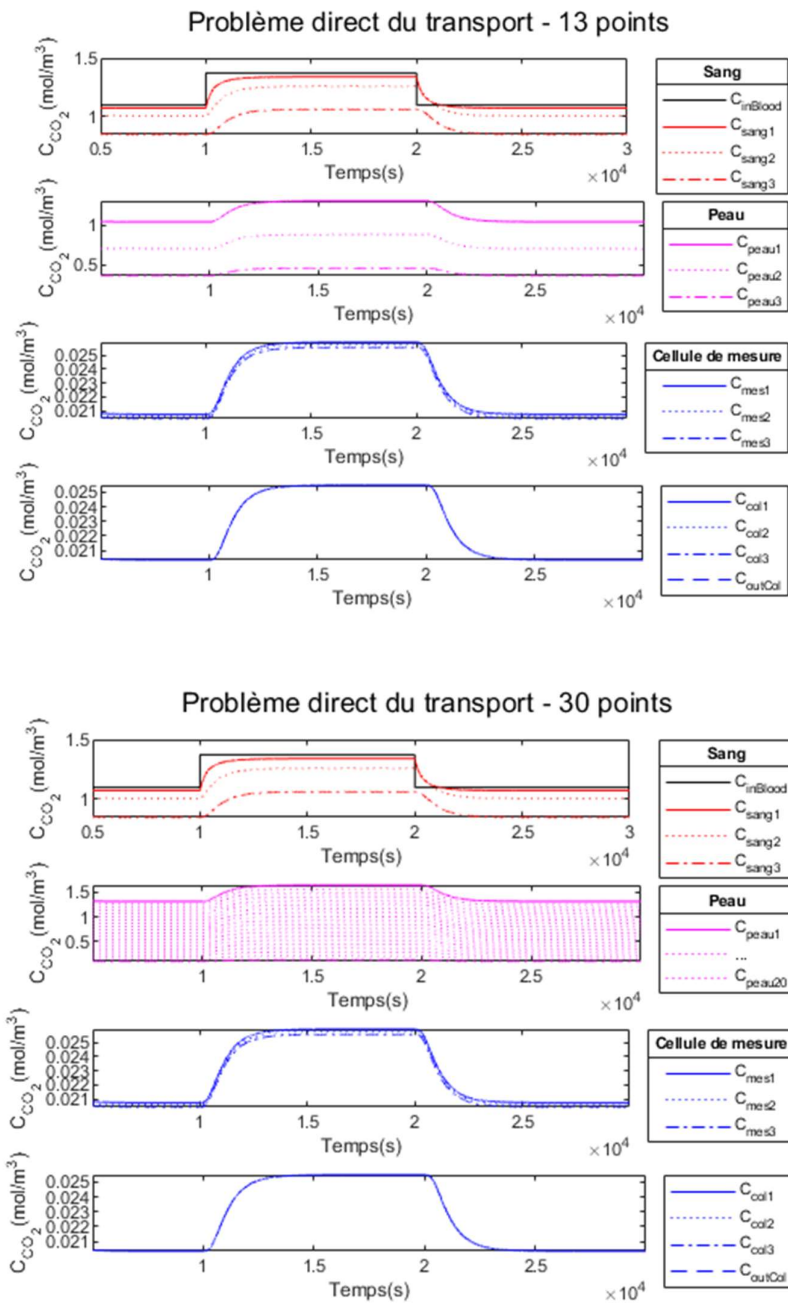 Problème direct du transport - 13 points
C_CO2 (mol/m³)
1.5
1
0.5
1
1.5
2
2.5
3
Temps(s)
×10⁴
Sang
C_inBlood
C_sang1
C_sang2
C_sang3
C_CO2 (mol/m³)
1
0.5
1
1.5
2
2.5
Temps(s)
×10⁴
Peau
C_peau1
C_peau2
C_peau3
C_CO2 (mol/m³)
0.025
0.024
0.023
0.022
0.021
1
1.5
2
2.5
Temps(s)
×10⁴
Cellule de mesure
C_mes1
C_mes2
C_mes3
C_CO2 (mol/m³)
0.025
0.024
0.023
0.022
0.021
1
1.5
2
2.5
Temps(s)
×10⁴
C_col1
C_col2
C_col3
C_outCol
Problème direct du transport - 30 points
C_CO2 (mol/m³)
1.5
1
0.5
1
1.5
2
2.5
3
Temps(s)
×10⁴
Sang
C_inBlood
C_sang1
C_sang2
C_sang3
C_CO2 (mol/m³)
1.5
1
0.5
1
1.5
2
2.5
Temps(s)
×10⁴
Peau
C_peau1
...
C_peau20
C_CO2 (mol/m³)
0.025
0.024
0.023
0.022
0.021
1
1.5
2
2.5
Temps(s)
×10⁴
Cellule de mesure
C_mes1
C_mes2
C_mes3
C_CO2 (mol/m³)
0.025
0.024
0.023
0.022
0.021
1
1.5
2
2.5
Temps(s)
×10⁴
C_col1
C_col2
C_col3
C_outCol